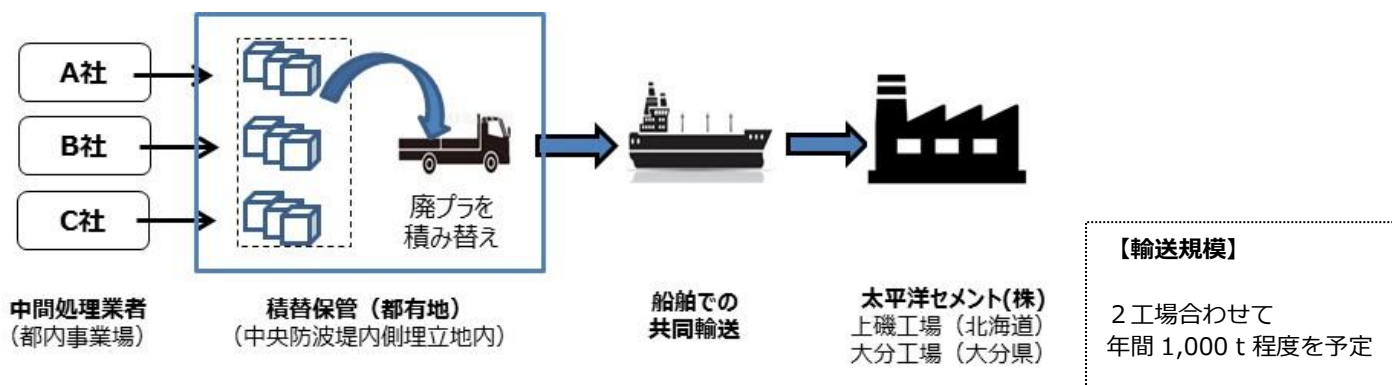 A社
B社
C社
廃プラを
積み替え
中間処理業者
（都内事業場）
積替保管（都有地）
（中央防波堤内側埋立地内）
船舶での
共同輸送
太平洋セメント(株)
上磯工場（北海道）
大分工場（大分県）
【輸送規模】
２工場合わせて
年間 1,000ｔ程度を予定